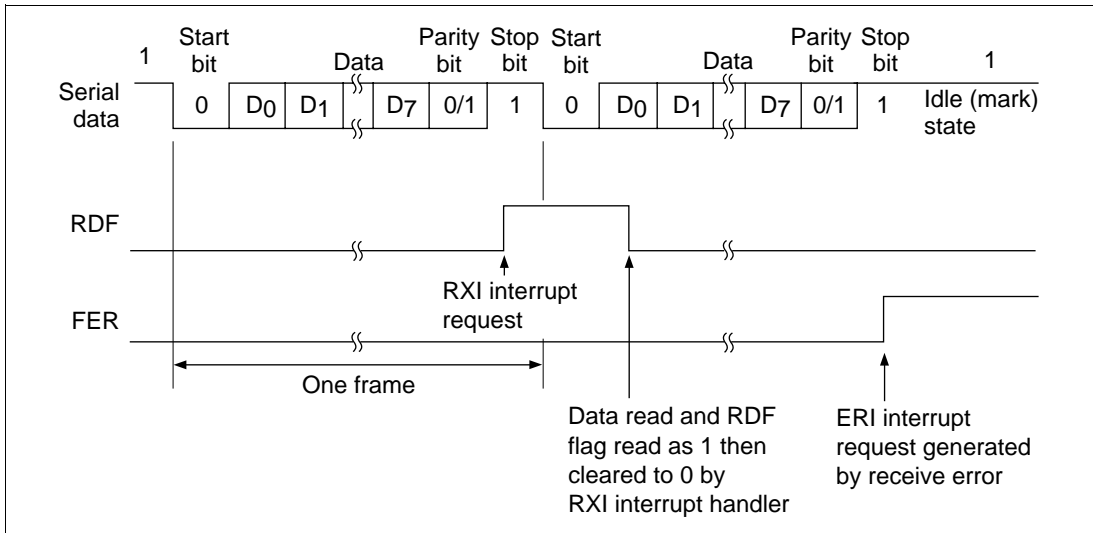 1 Start bit Data Parity bit Stop bit Start bit Data Parity bit Stop bit 1
Serial data 0 D0 D1 D7 0/1 1 0 D0 D1 D7 0/1 1 Idle (mark) state
RDF
RXI interrupt
request
FER
One frame
Data read and RDF
flag read as 1 then
cleared to 0 by
RXI interrupt handler
ERI interrupt
request generated
by receive error